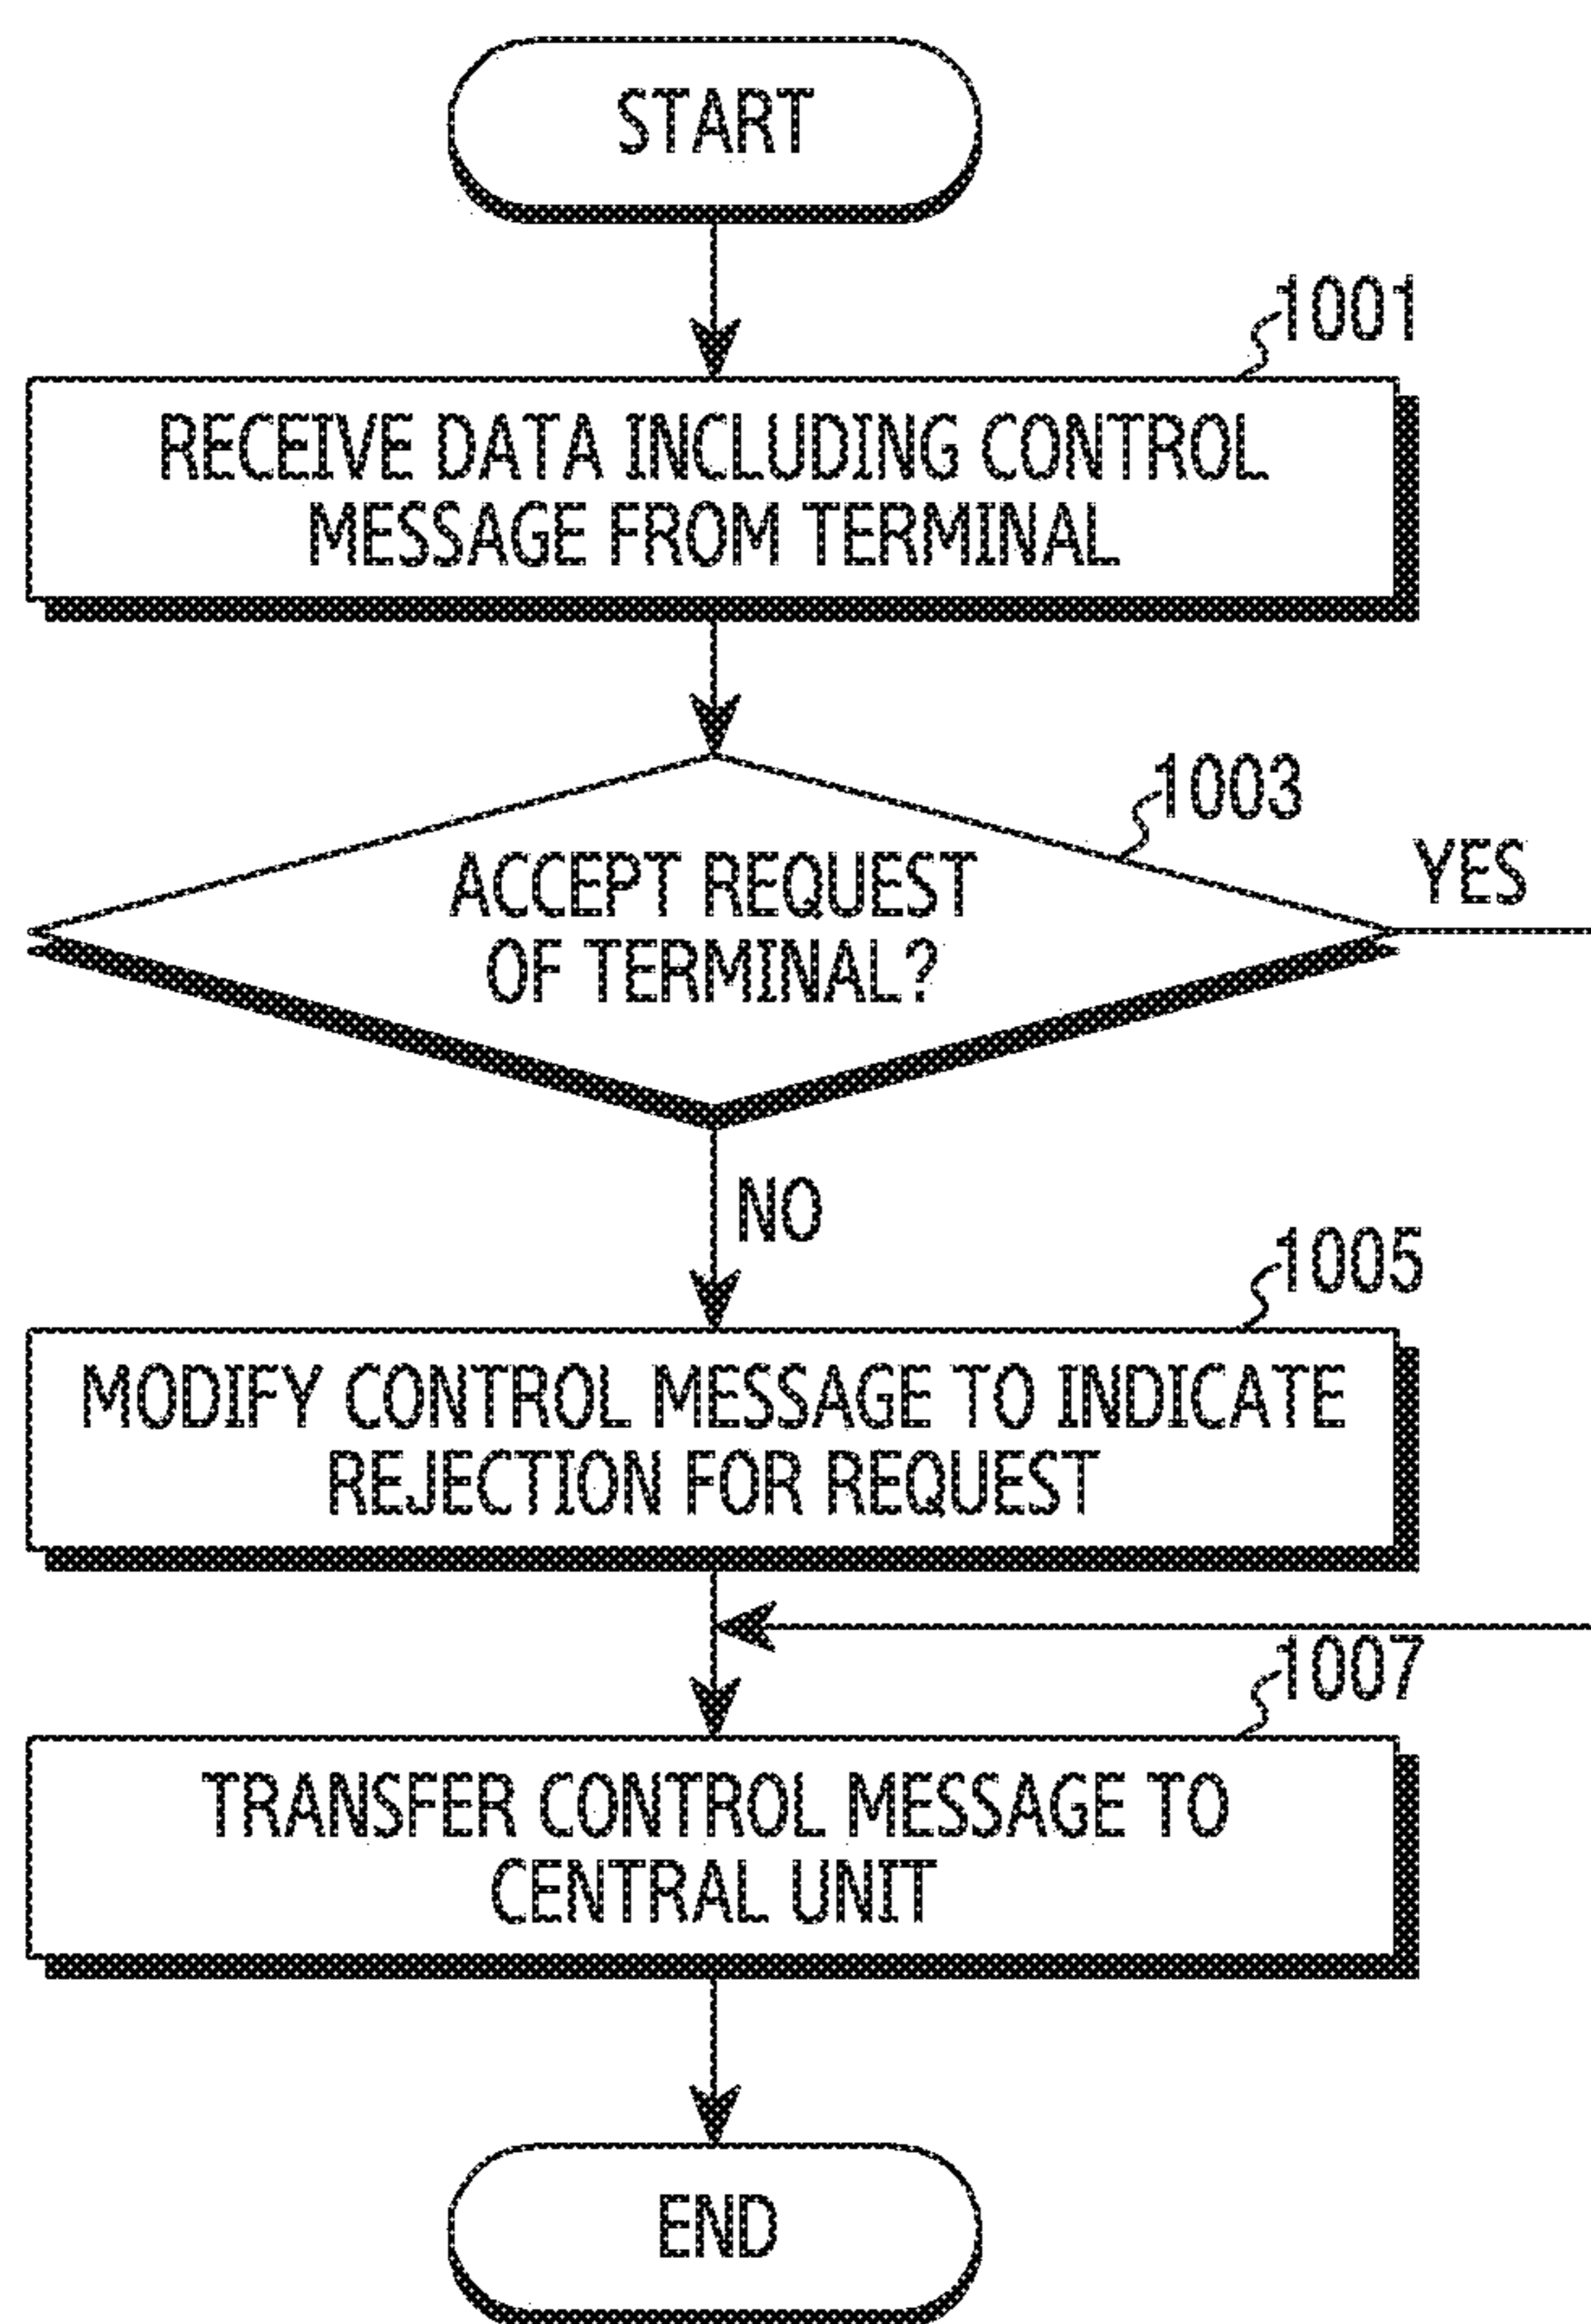 START
1001
RECEIVE DATA INCLUDING CONTROL
MESSAGE FROM TERMINAL
1003
YES
ACCEPT REQUEST
OF TERMINAL?
NO
1005
MODIFY CONTROL MESSAGE TO INDICATE
REJECTION FOR REQUEST
1007
TRANSFER CONTROL MESSAGE TO
CENTRAL UNIT
END